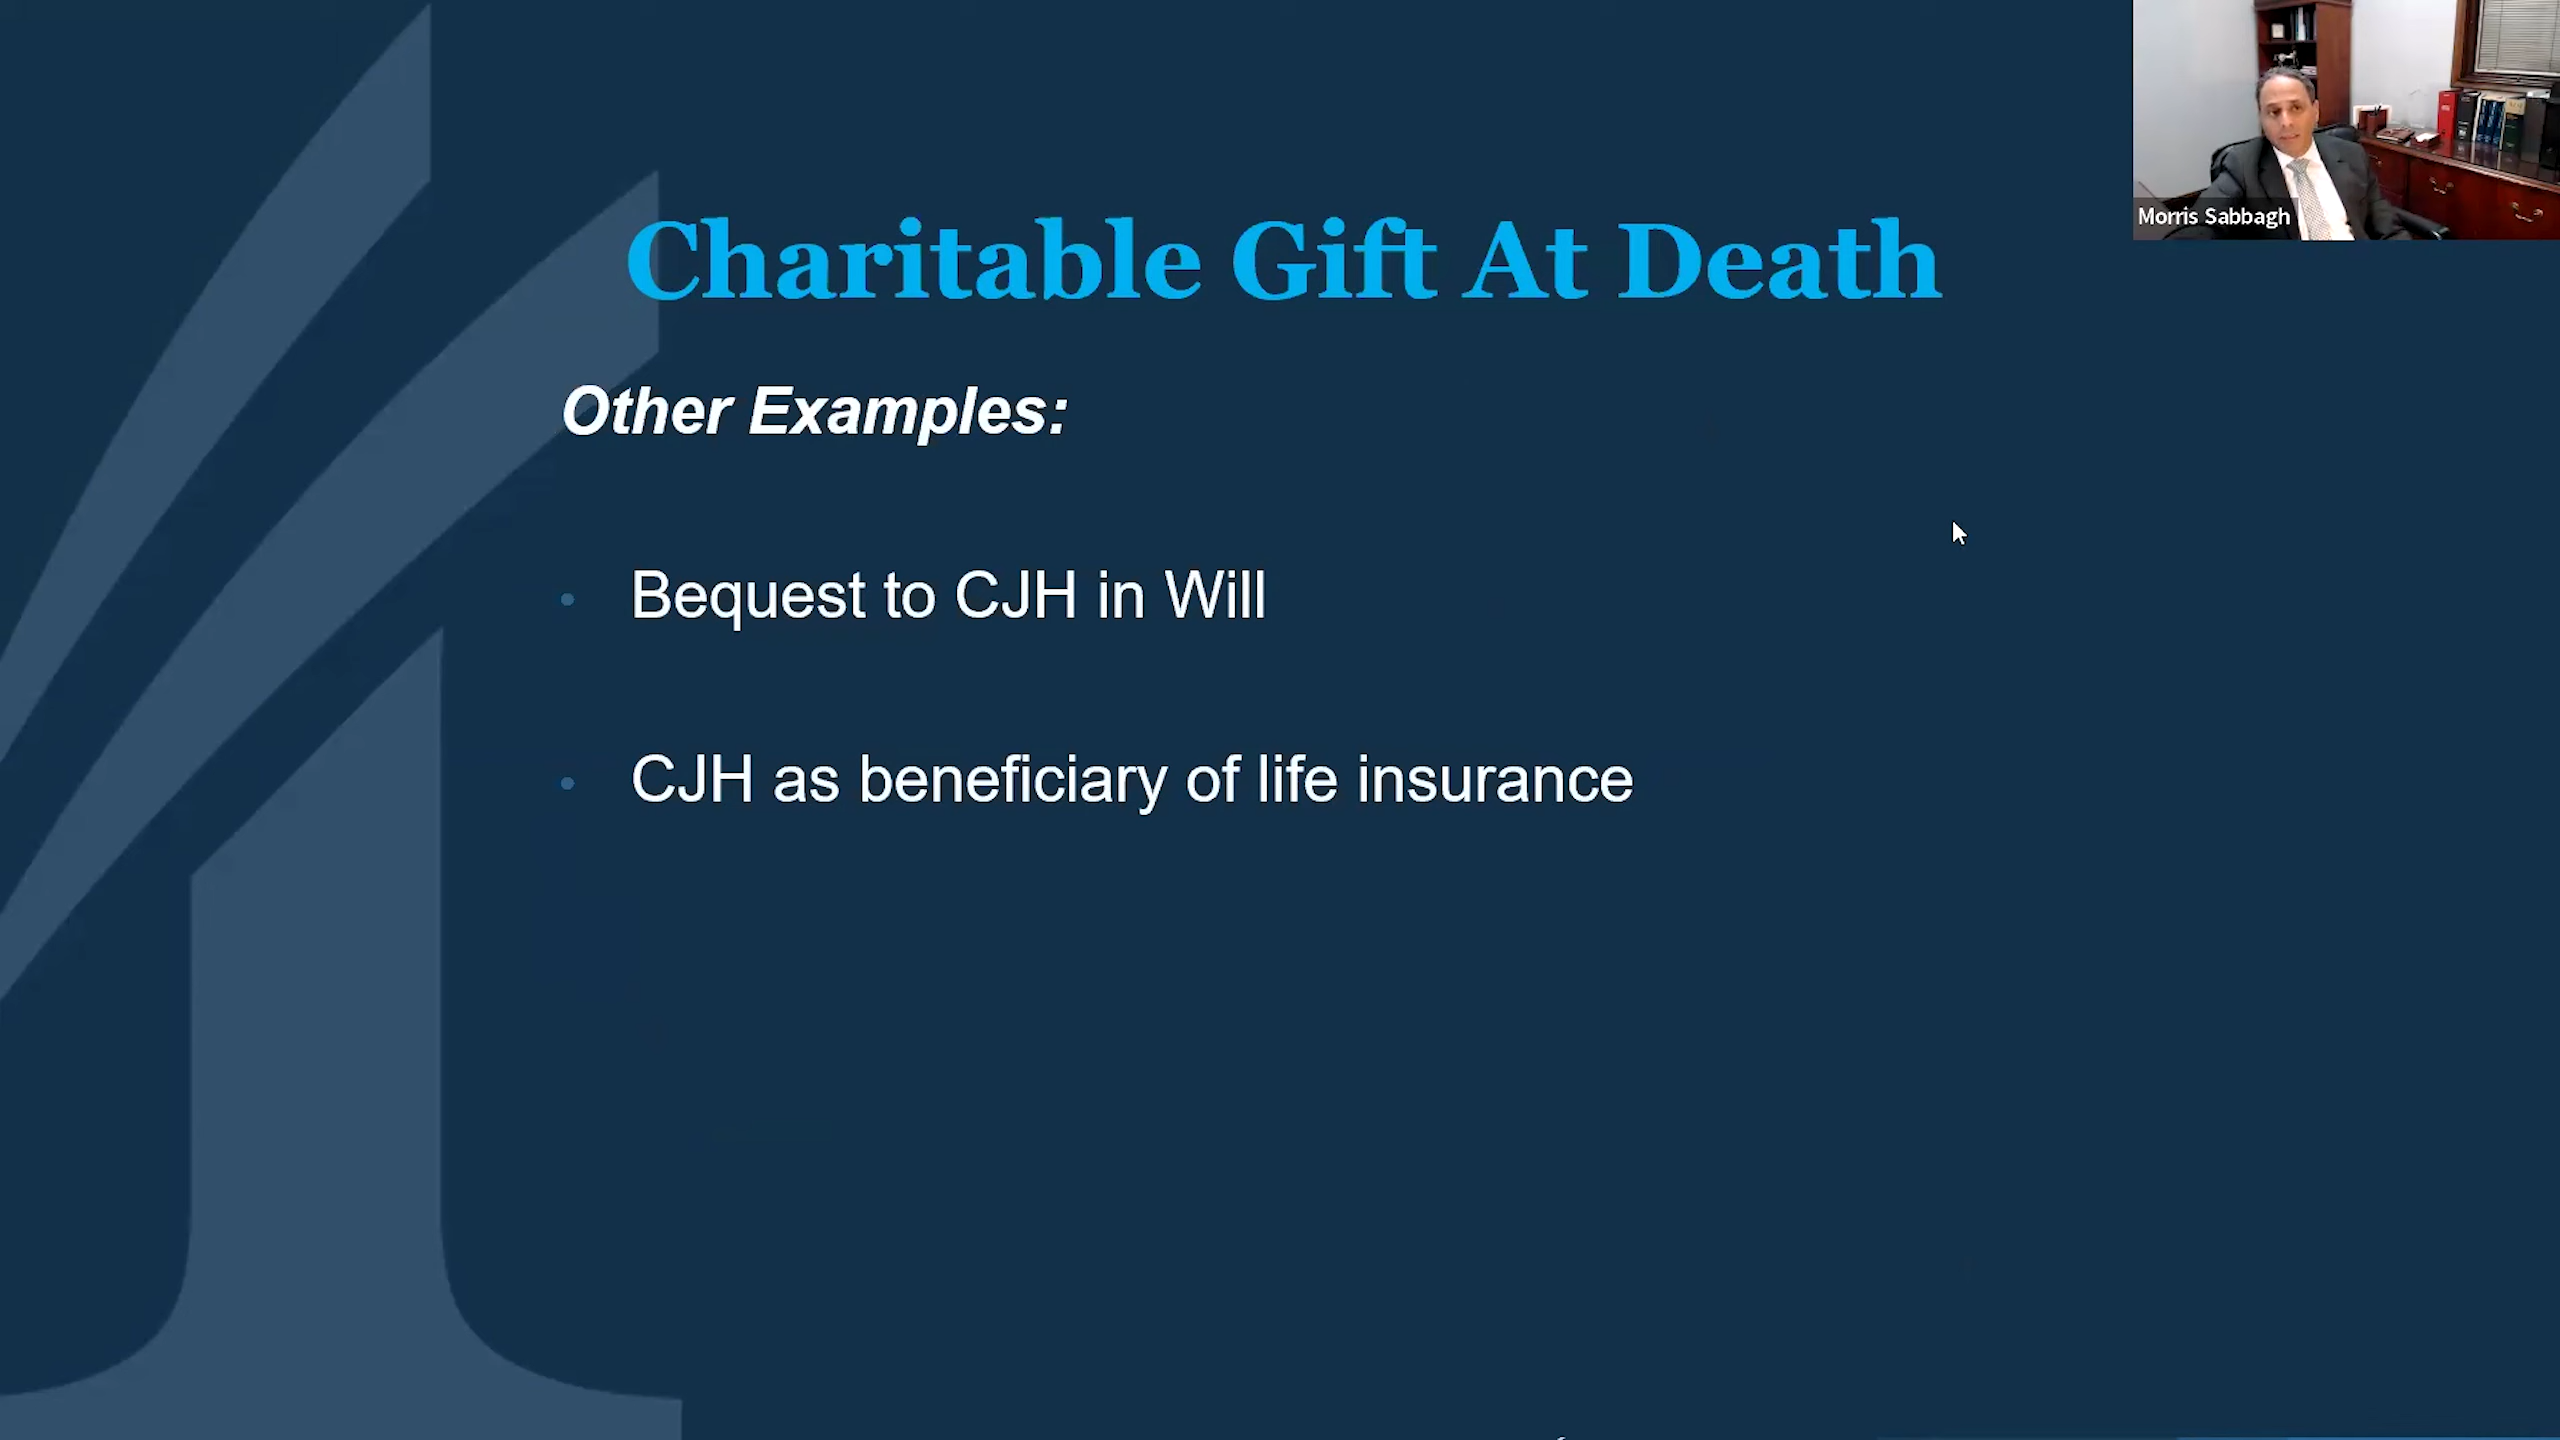 Charitable Gift At Death
Morris Sabbagh
Other Examples:
Bequest to CJH in Will
CJH as beneficiary of life insurance